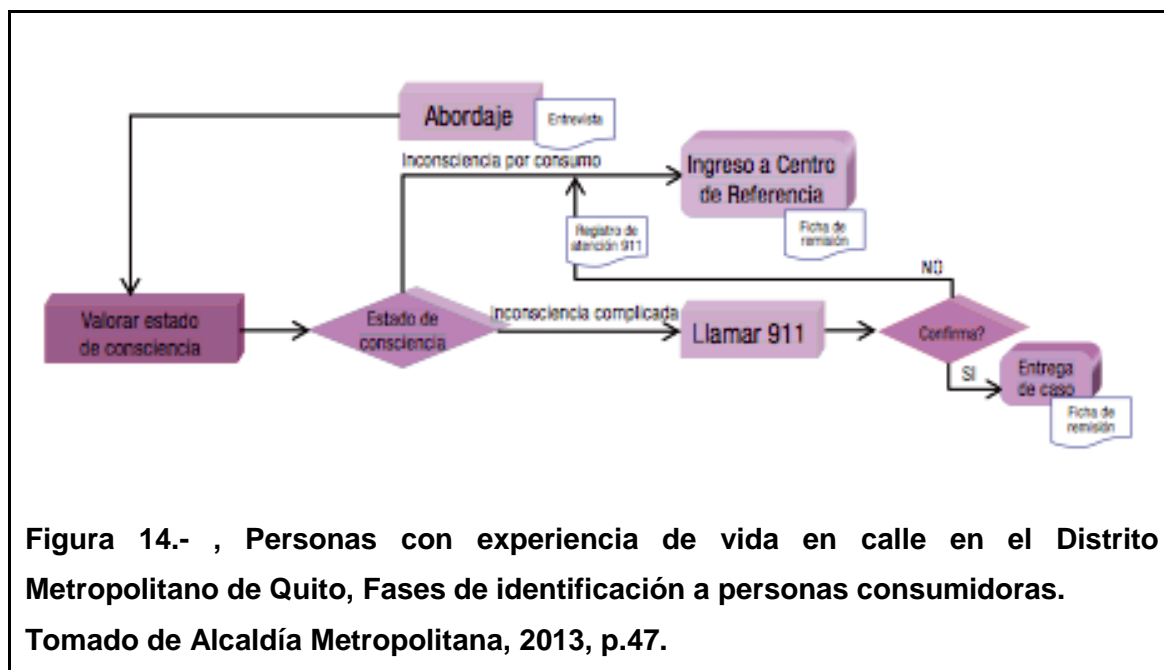 Abordaje
Entrevista
Inconsciencia por consumo
Ingreso a Centro
de Referencia
Ficha de
remisión
Registro de
atención 911
NO
Valorar estado
de consciencia
Estado de
consciencia
Inconsciencia complicada
Llamar 911
Confirma?
SI
Entrega
de caso
Ficha de
remisión
Figura 14.- , Personas con experiencia de vida en calle en el Distrito
Metropolitano de Quito, Fases de identificación a personas consumidoras.
Tomado de Alcaldía Metropolitana, 2013, p.47.